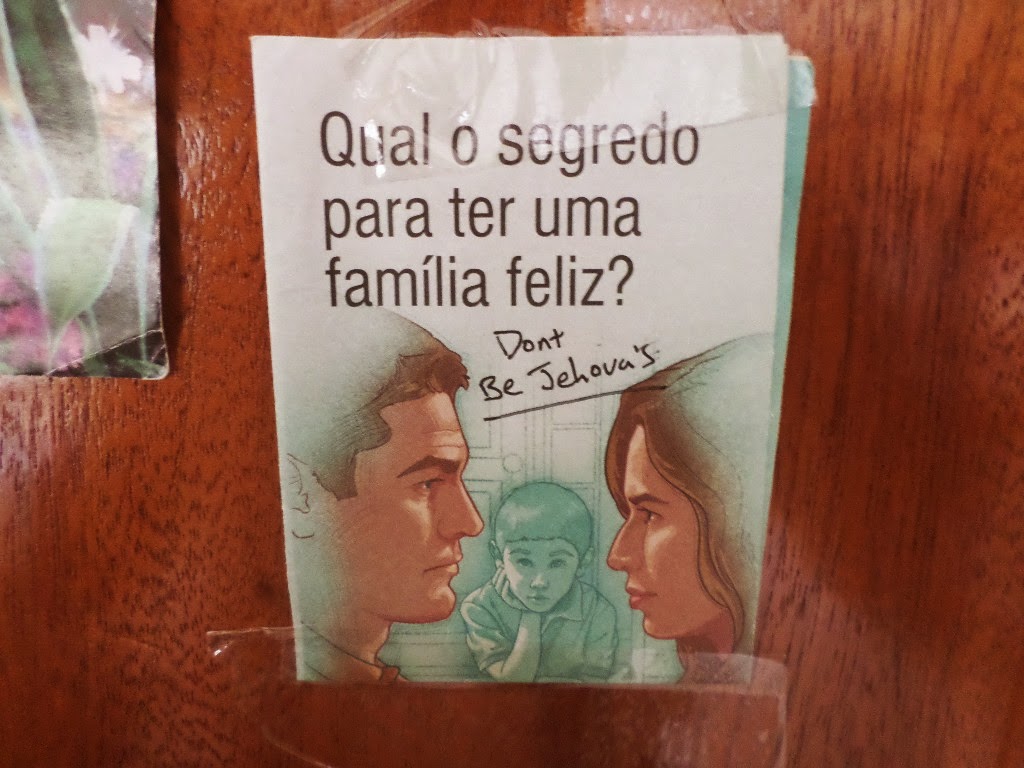 Qual o segredo
para ter uma
família feliz?
Dont
Be Jehova's